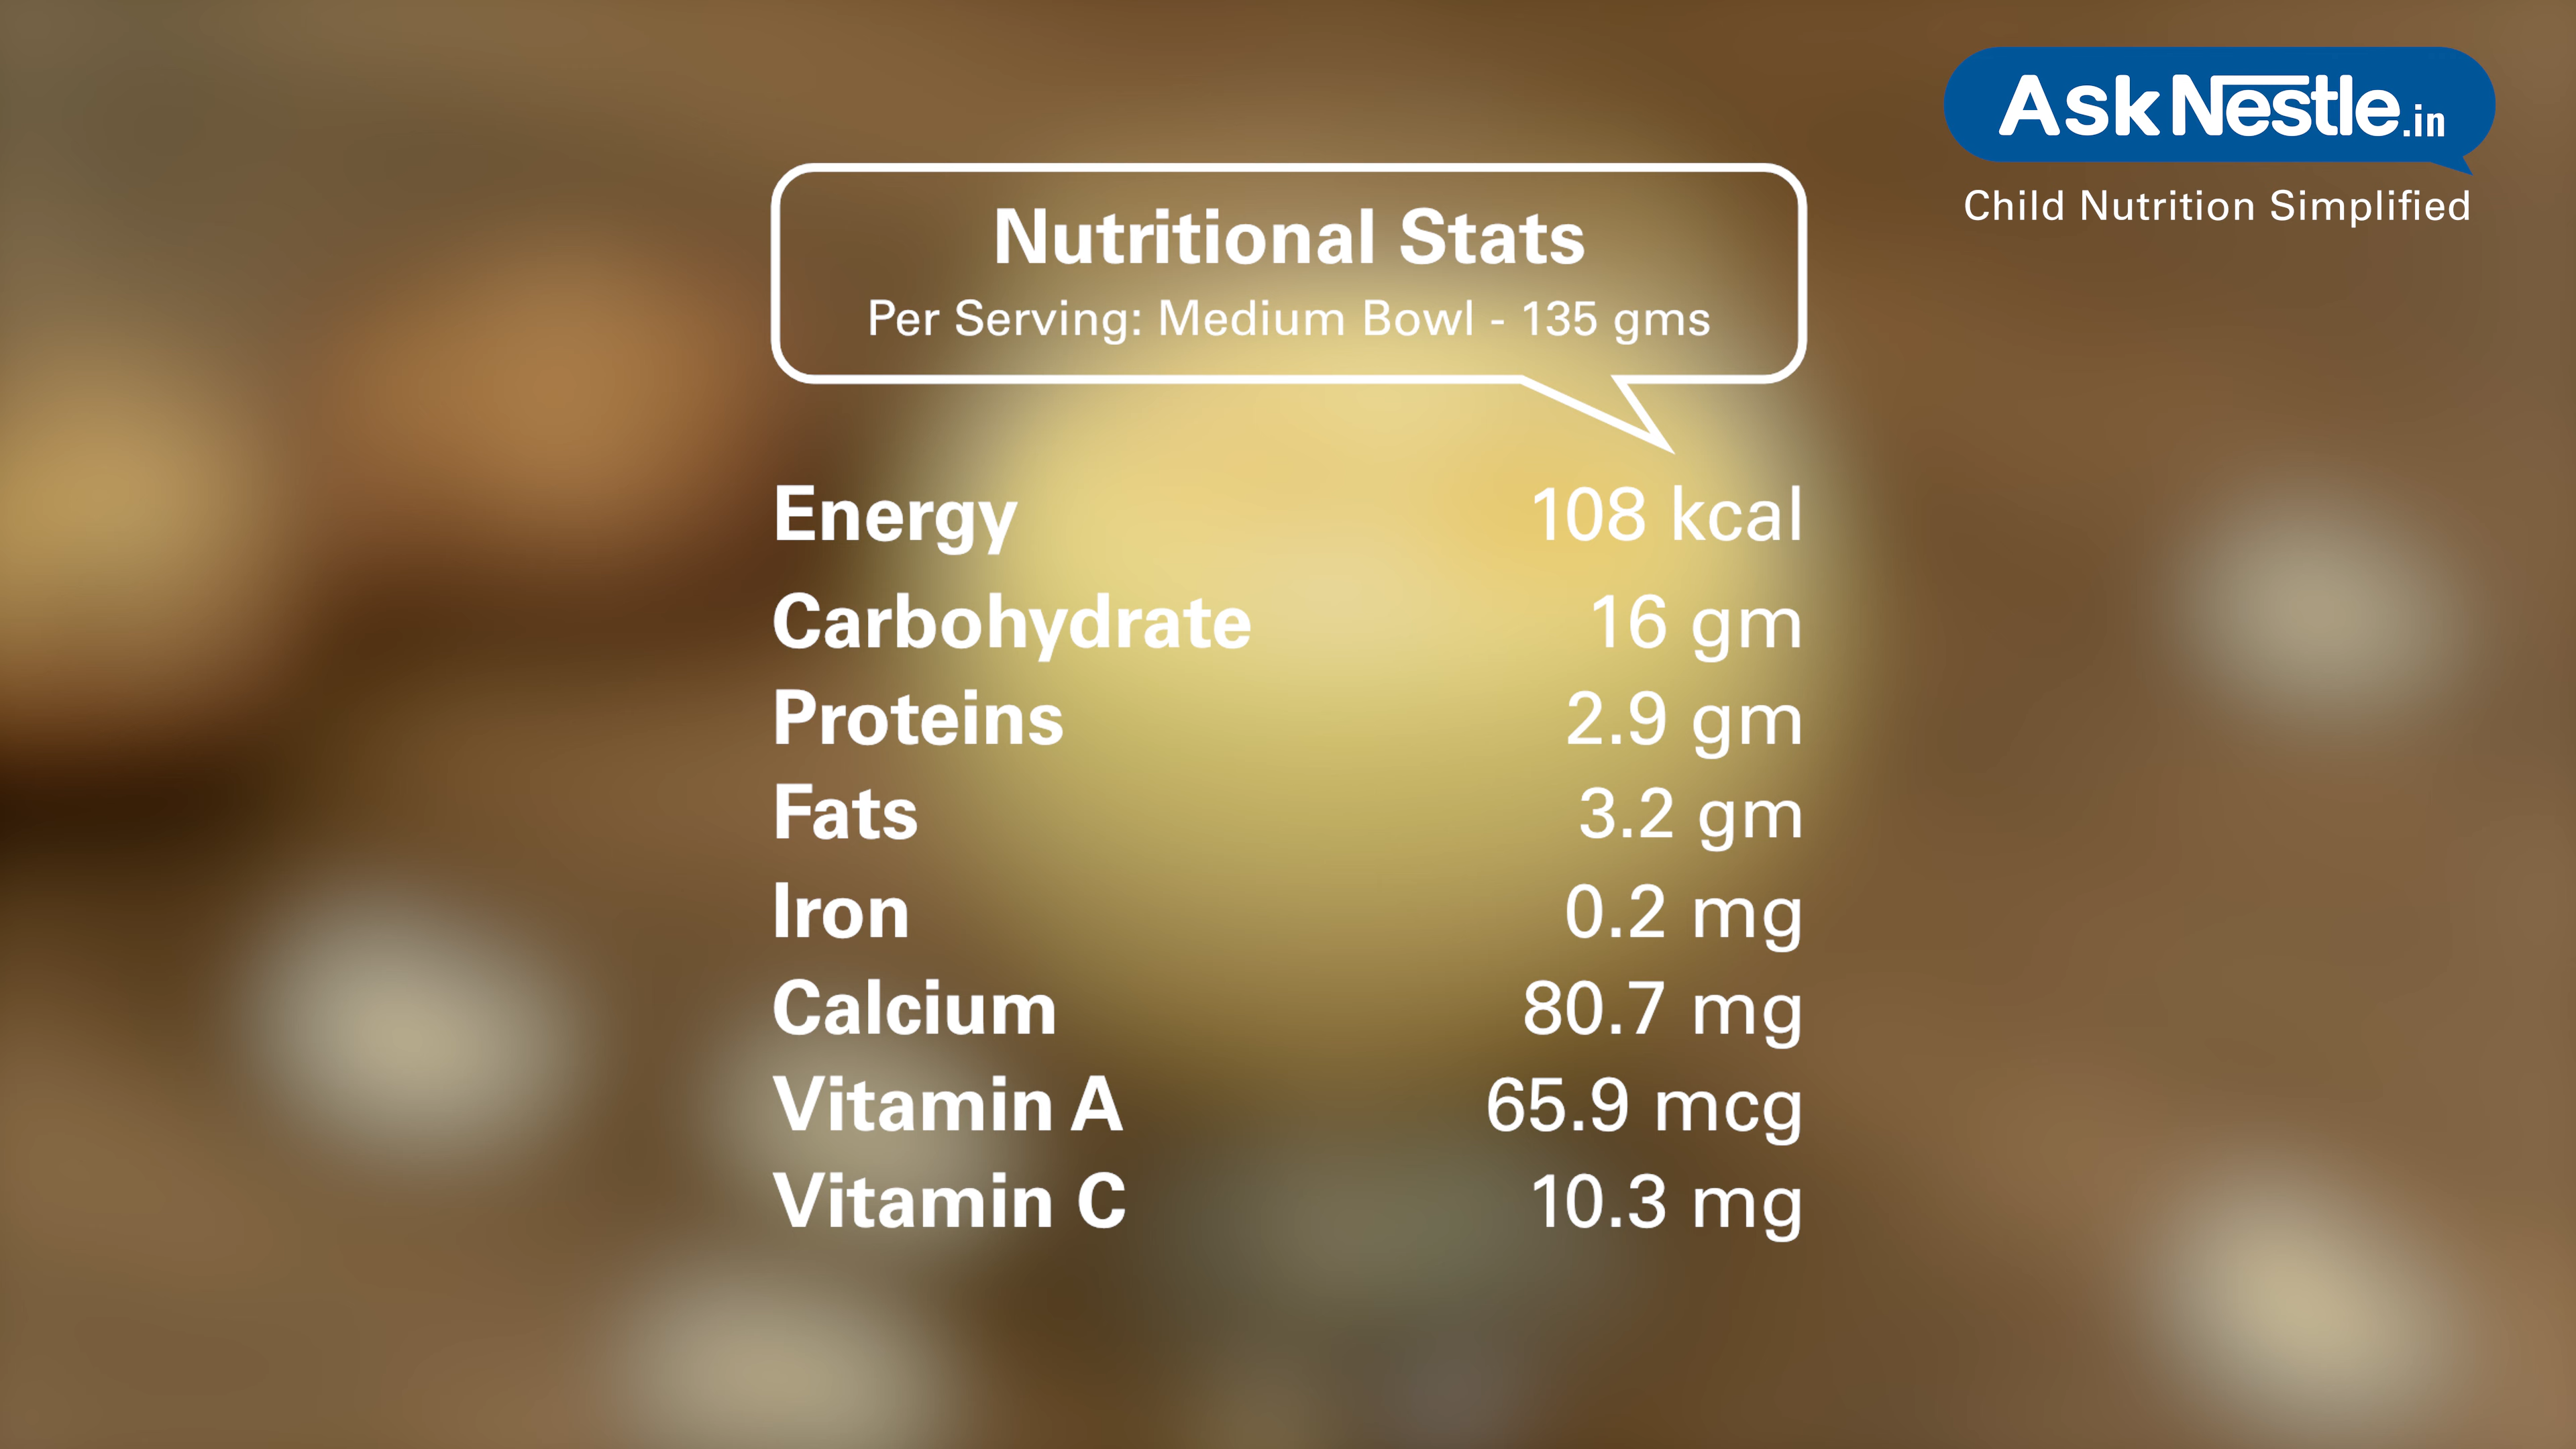 AskNestle.in
Child Nutrition Simplified
Nutritional Stats
Per Serving: Medium Bowl - 135 gms
Energy 108 kcal
Carbohydrate 16 gm
Proteins 2.9 gm
Fats 3.2 gm
Iron 0.2 mg
Calcium 80.7 mg
Vitamin A 65.9 mcg
Vitamin C 10.3 mg